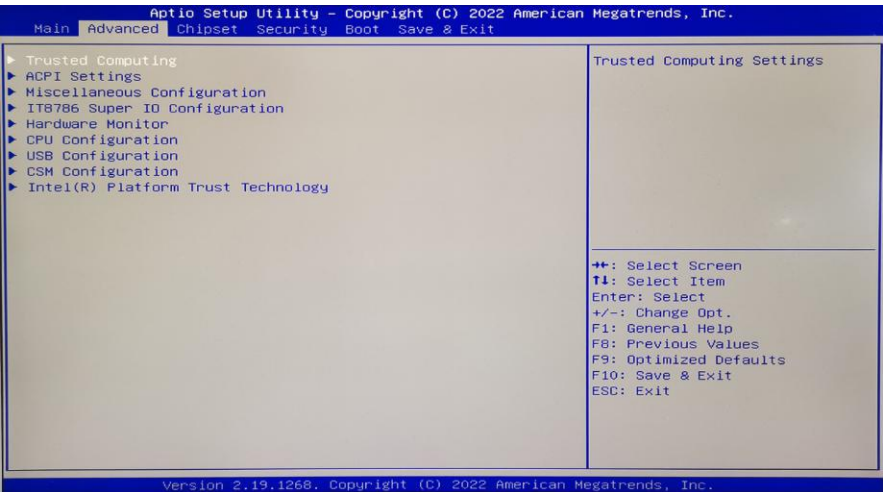 Aptio Setup Utility – Copyright (C) 2022 American Megatrends, Inc.
Main Advanced Chipset Security Boot Save & Exit
Trusted Computing
ACPI Settings
Miscellaneous Configuration
IT8786 Super IO Configuration
Hardware Monitor
CPU Configuration
USB Configuration
CSM Configuration
Intel(R) Platform Trust Technology
Trusted Computing Settings
→←: Select Screen
↑↓: Select Item
Enter: Select
+/-: Change Opt.
F1: General Help
F8: Previous Values
F9: Optimized Defaults
F10: Save & Exit
ESC: Exit
Version 2.19.1268. Copyright (C) 2022 American Megatrends, Inc.